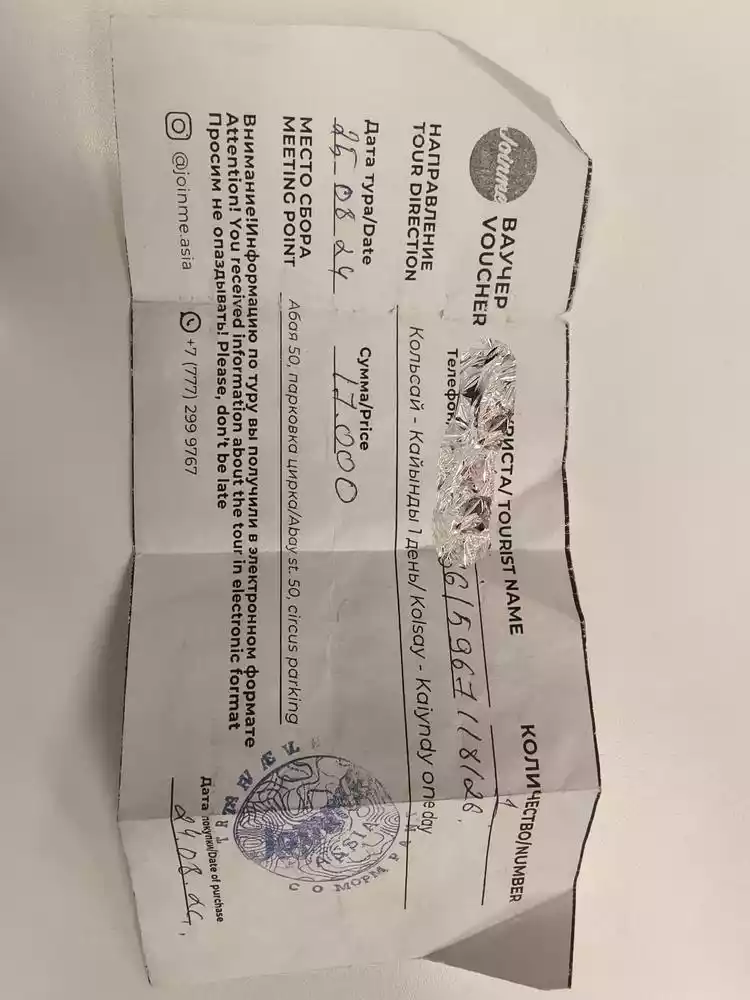 Joinme
ВАУЧЕР
VOUCHER
РИСТА/ TOURIST NAME
КОЛИЧЕСТВО/NUMBER
1
Телефон
615967118126
НАПРАВЛЕНИЕ
TOUR DIRECTION
Кольсай - Кайынды 1 день/ Kolsay - Kaiyndy one day
Дата тура/Date
25 08 24
Сумма/Price
17.000
МЕСТО СБОРА
MEETING POINT
Абая 50, парковка цирка/Abay st. 50, circus parking
Внимание!Информацию по туру вы получили в электронном формате
Attention! You received information about the tour in electronic format
Просим не опаздывать! Please, don't be late
Дата покупки/Date of purchase
24.08.24,
@joinme.asia
+7 (777) 299 9767
ASIA